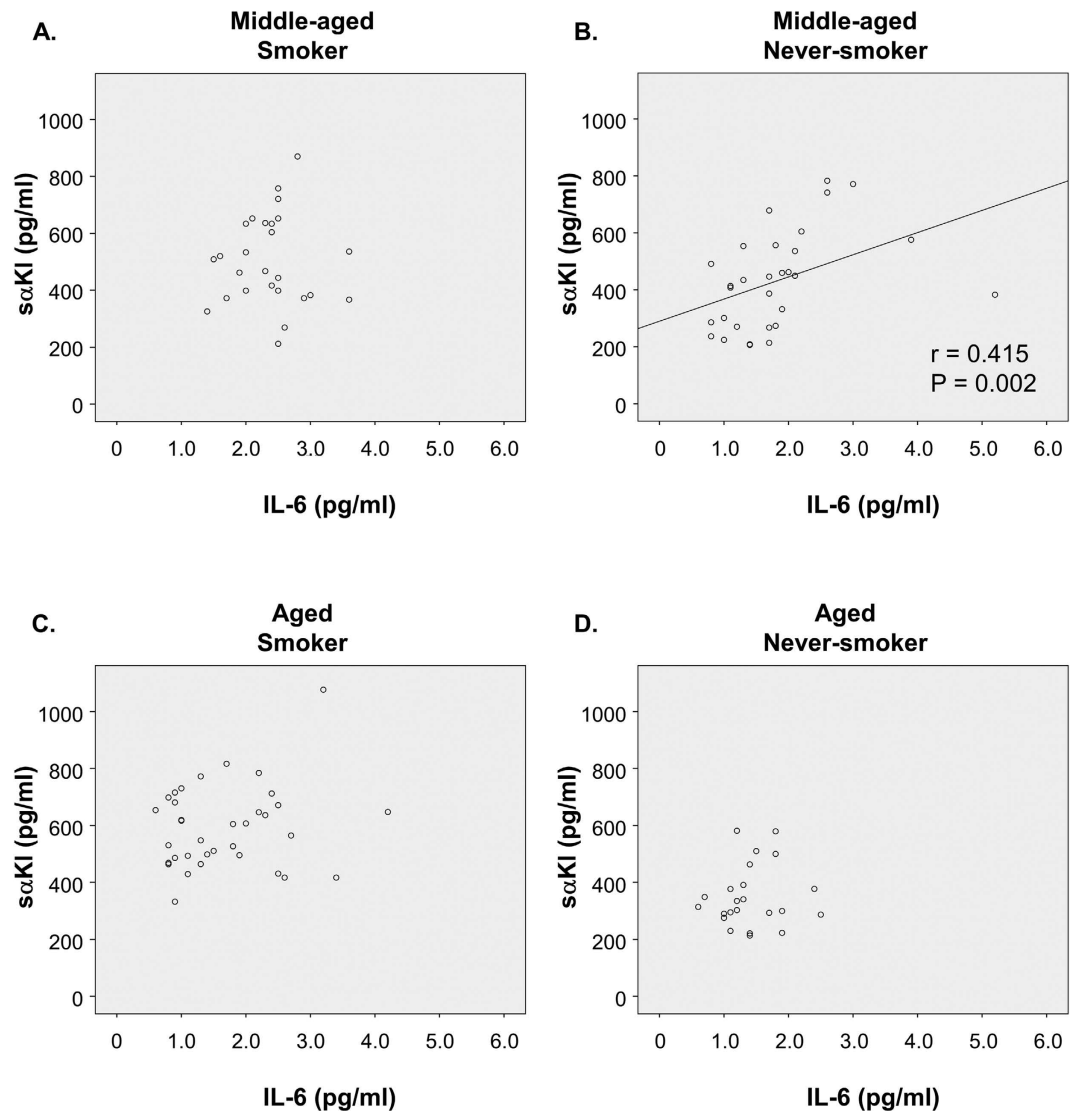 A.
Middle-aged
Smoker
1000
800
600
400
200
0
sαKl (pg/ml)
0 1.0 2.0 3.0 4.0 5.0 6.0
IL-6 (pg/ml)
B.
Middle-aged
Never-smoker
1000
800
600
400
200
0
sαKl (pg/ml)
r = 0.415
P = 0.002
0 1.0 2.0 3.0 4.0 5.0 6.0
IL-6 (pg/ml)
C.
Aged
Smoker
1000
800
600
400
200
0
sαKl (pg/ml)
0 1.0 2.0 3.0 4.0 5.0 6.0
IL-6 (pg/ml)
D.
Aged
Never-smoker
1000
800
600
400
200
0
sαKl (pg/ml)
0 1.0 2.0 3.0 4.0 5.0 6.0
IL-6 (pg/ml)